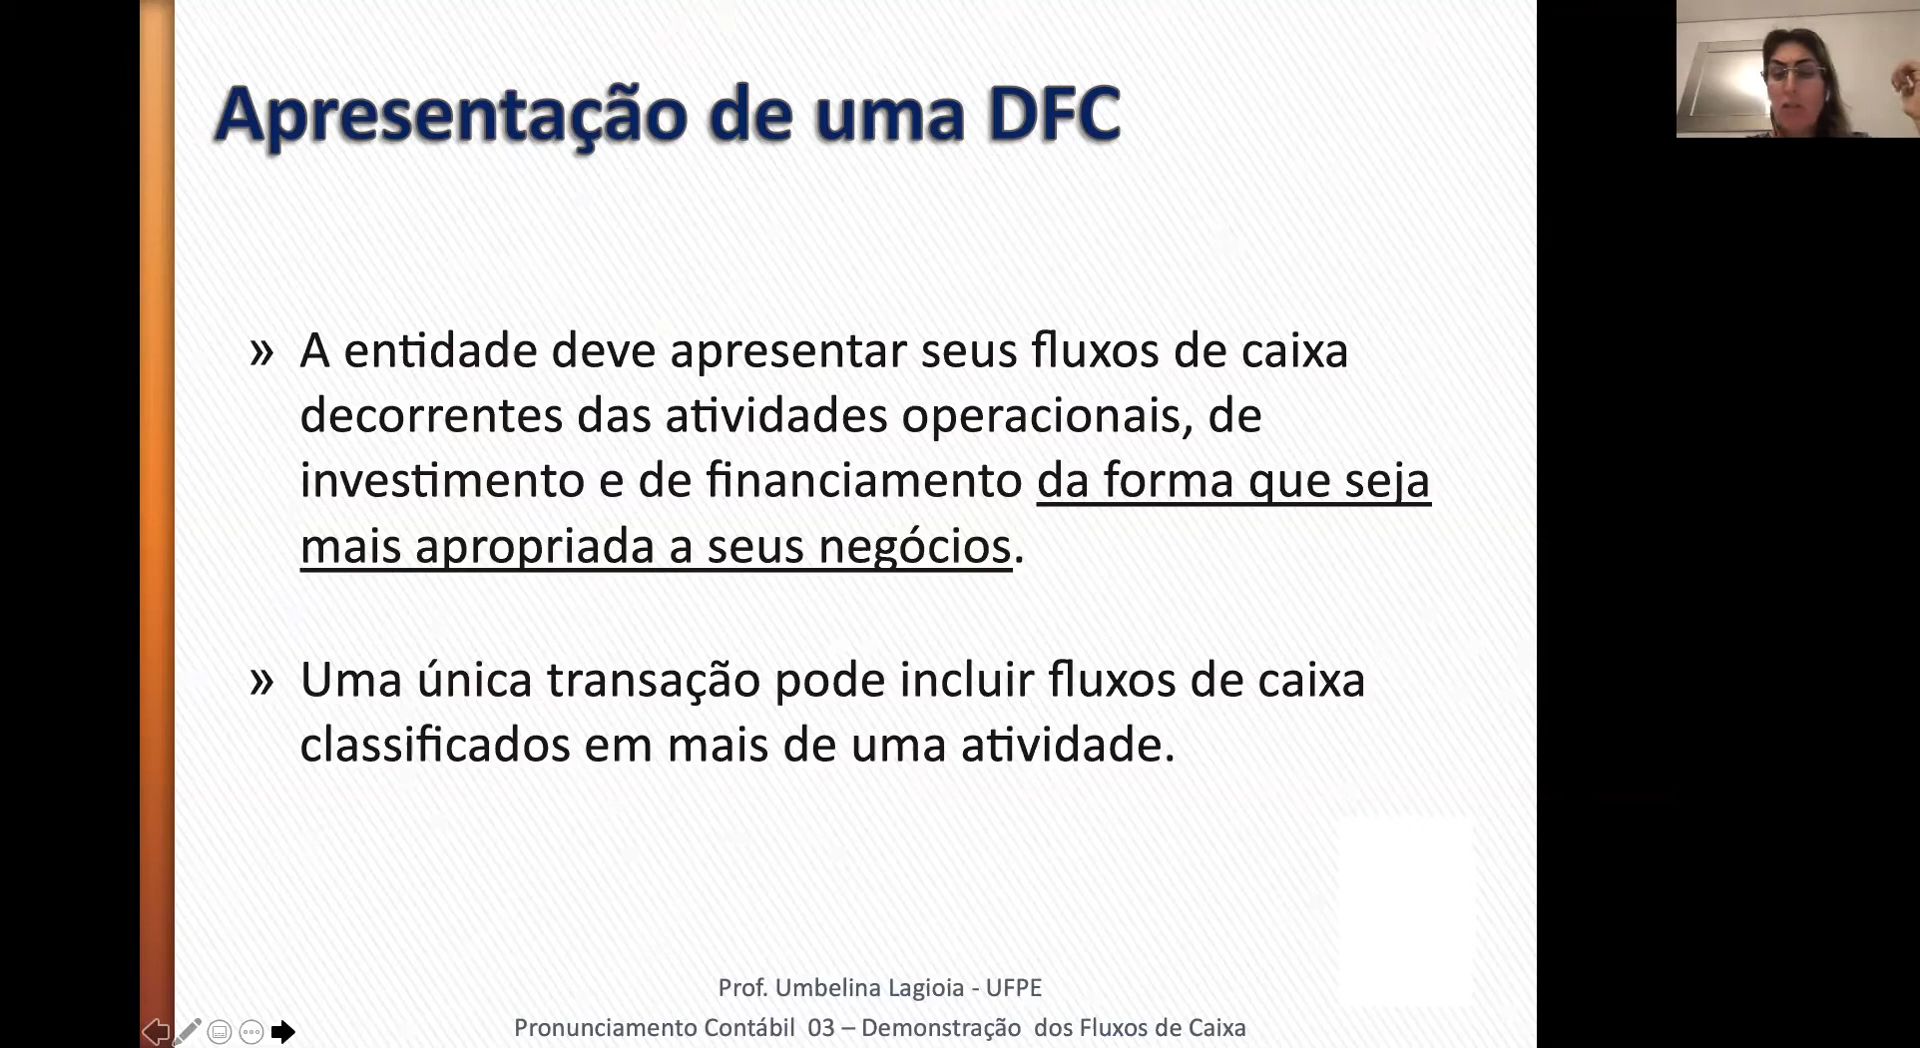 Apresentação de uma DFC
» A entidade deve apresentar seus fluxos de caixa
decorrentes das atividades operacionais, de
investimento e de financiamento da forma que seja
mais apropriada a seus negócios.
» Uma única transação pode incluir fluxos de caixa
classificados em mais de uma atividade.
Prof. Umbelina Lagioia - UFPE
Pronunciamento Contábil 03 – Demonstração dos Fluxos de Caixa